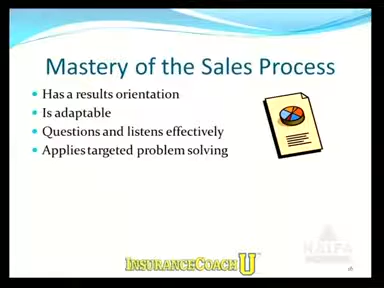 Mastery of the Sales Process
• Has a results orientation
• Is adaptable
• Questions and listens effectively
• Applies targeted problem solving
NAIFA
INSURANCECOACH U™